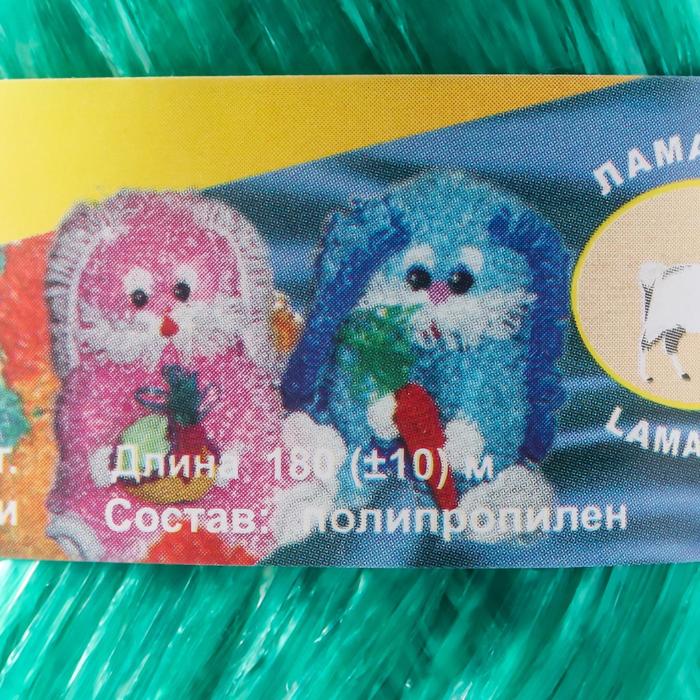 ЛАМА
г.
и
Длина 180 (±10) м
Состав: полипропилен
LAMA